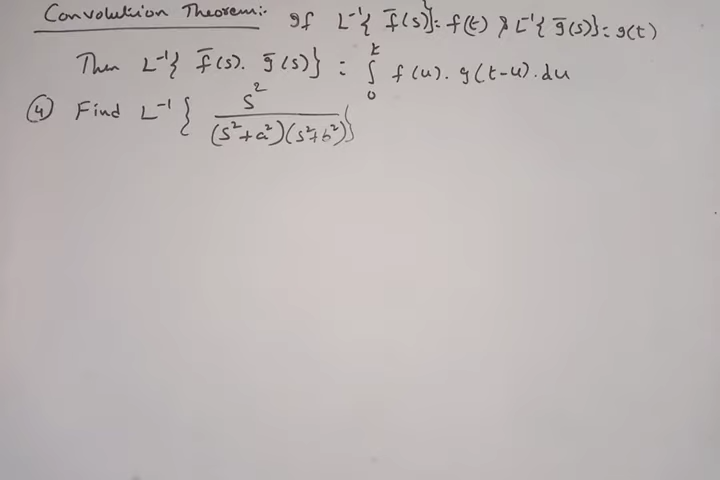 Convolution Theorem:- If L⁻¹{ f̄(s)} = f(t) & L⁻¹{ ḡ(s)} = g(t)
Then L⁻¹{ f̄(s). ḡ(s)} = ∫₀ᵗ f(u). g(t-u). du
④ Find L⁻¹ { s² / (s²+a²)(s²+b²) }